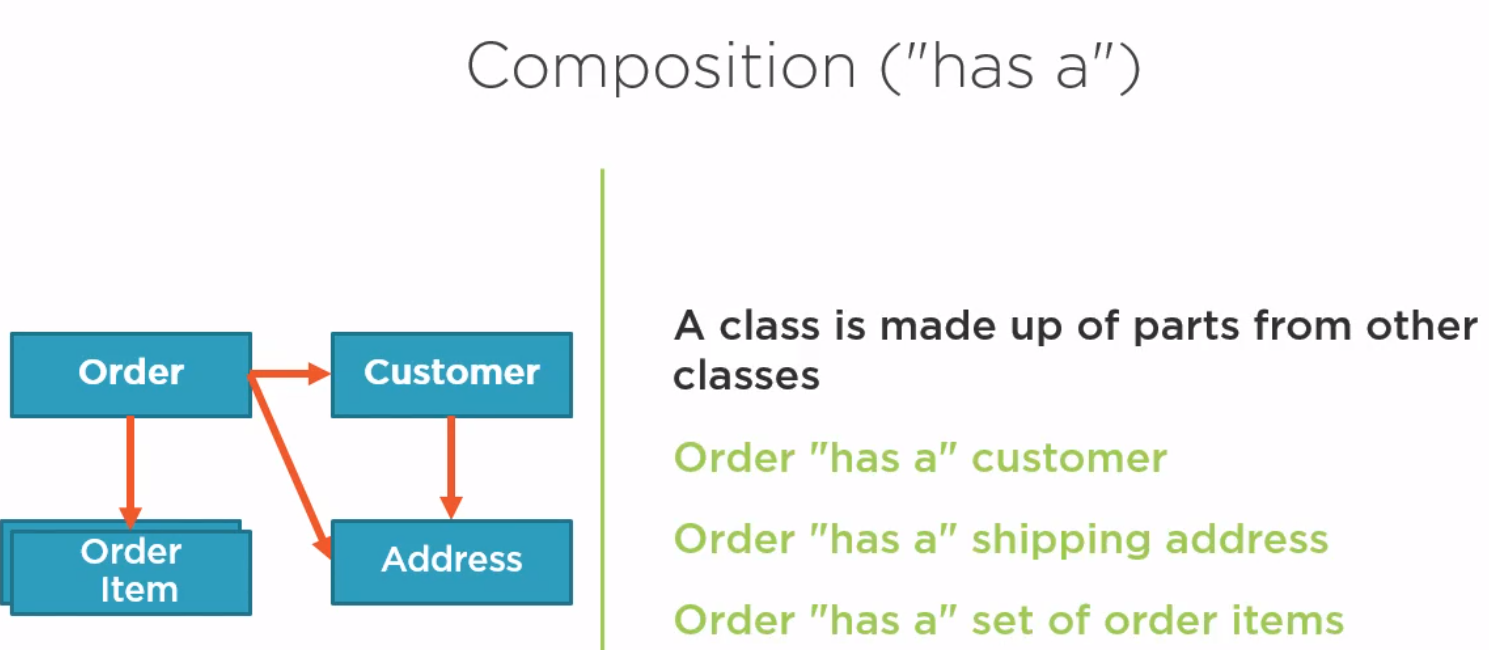 Composition ("has a")
Order
Customer
Order
Item
Address
A class is made up of parts from other
classes
Order "has a" customer
Order "has a" shipping address
Order "has a" set of order items